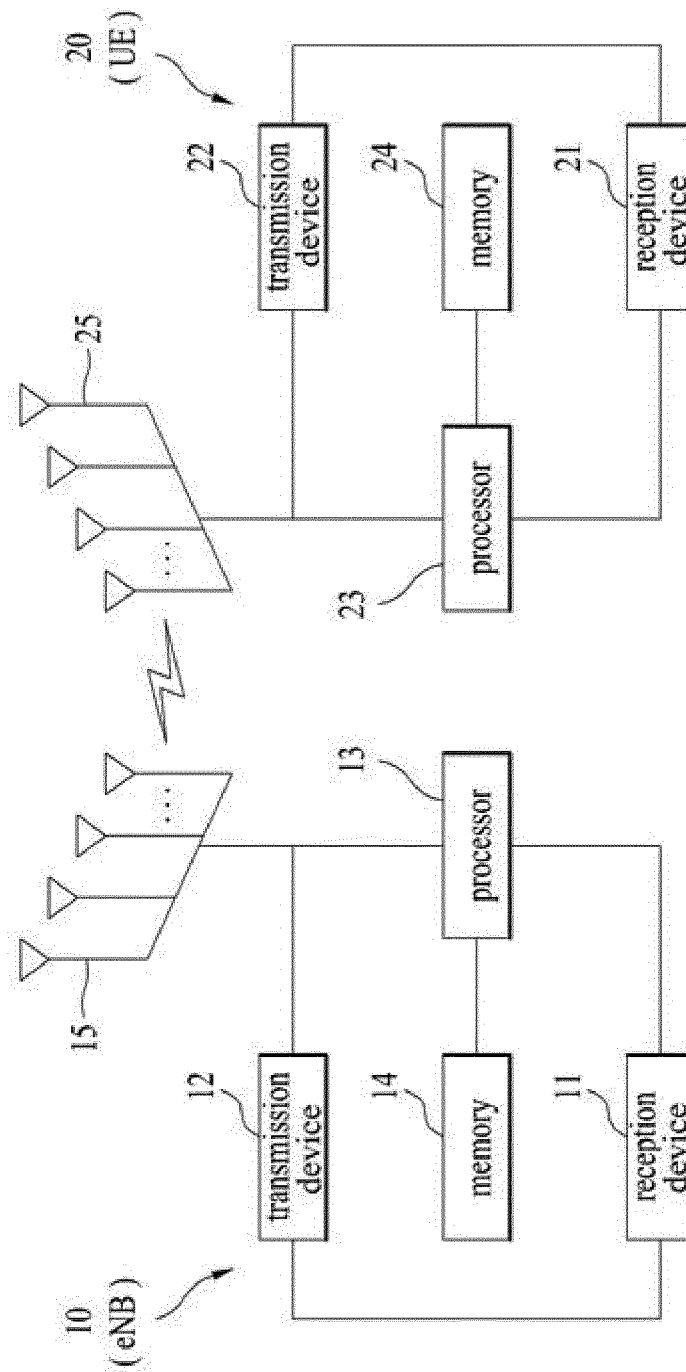 10
( eNB )
15
12
transmission
device
14
memory
11
reception
device
13
processor
. . .
20
( UE )
25
22
transmission
device
24
memory
21
reception
device
23
processor
. . .